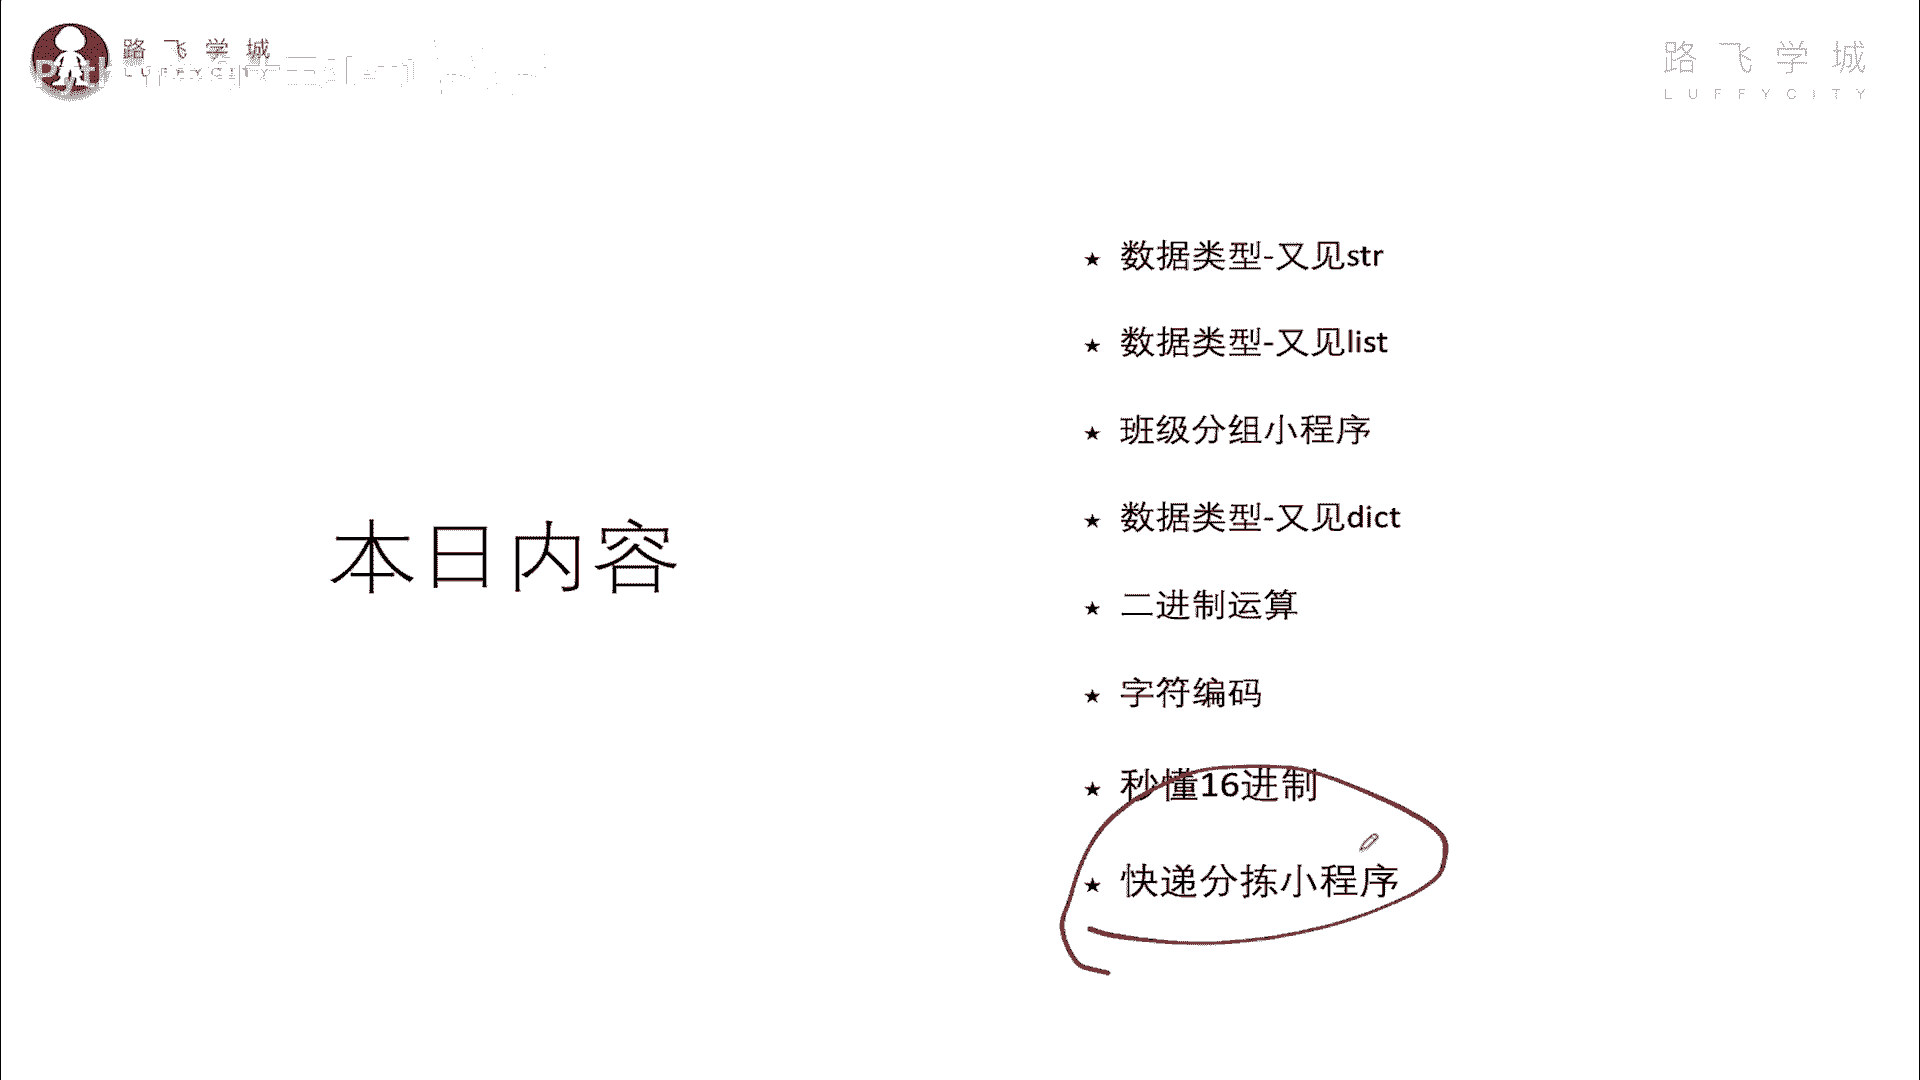 路飞学城
LUFFYCITY
路飞学城
LUFFYCITY
本日内容
★ 数据类型-又见str
★ 数据类型-又见list
★ 班级分组小程序
★ 数据类型-又见dict
★ 二进制运算
★ 字符编码
★ 秒懂16进制
★ 快递分拣小程序